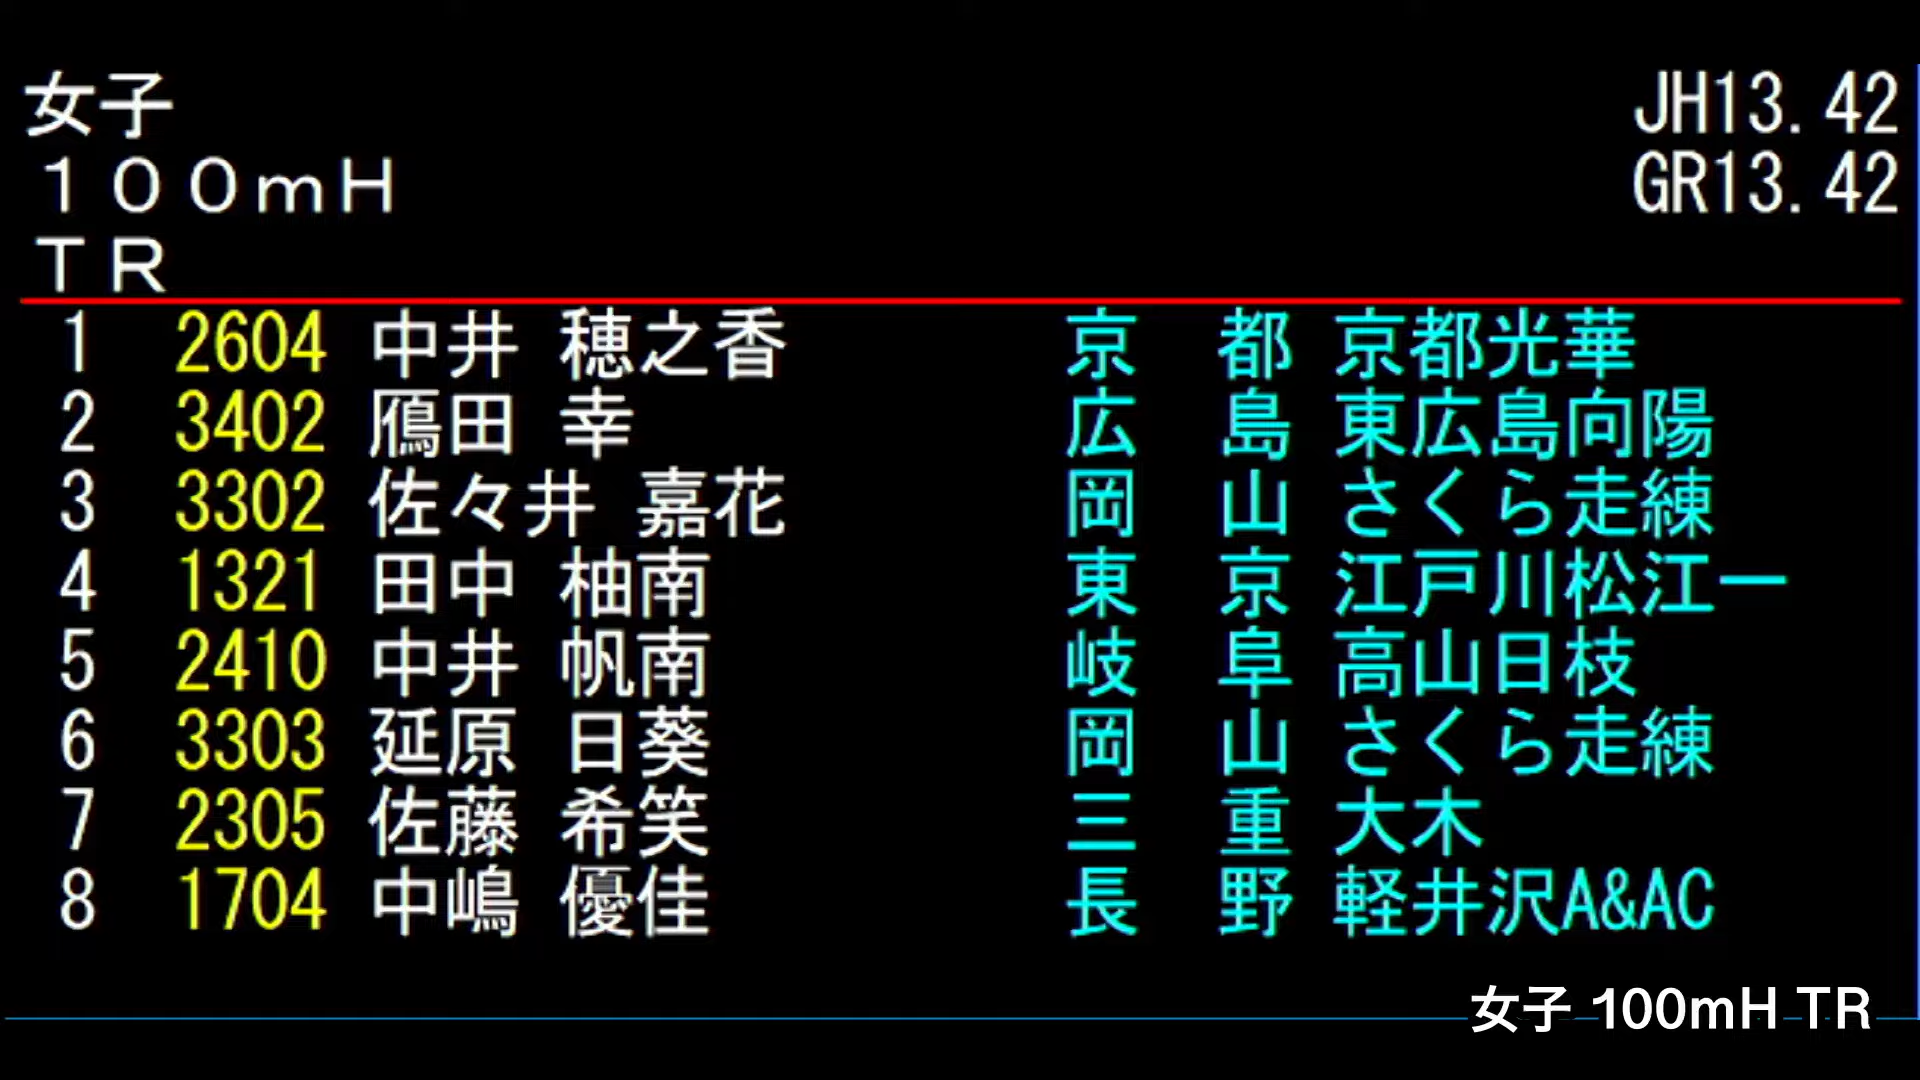 女子 JH13.42
１００ｍＨ GR13.42
ＴＲ
1 2604 中井 穂之香 京 都 京都光華
2 3402 鴈田 幸 広 島 東広島向陽
3 3302 佐々井 嘉花 岡 山 さくら走練
4 1321 田中 柚南 東 京 江戸川松江一
5 2410 中井 帆南 岐 阜 高山日枝
6 3303 延原 日葵 岡 山 さくら走練
7 2305 佐藤 希笑 三 重 大木
8 1704 中嶋 優佳 長 野 軽井沢A&AC
女子 100mH TR